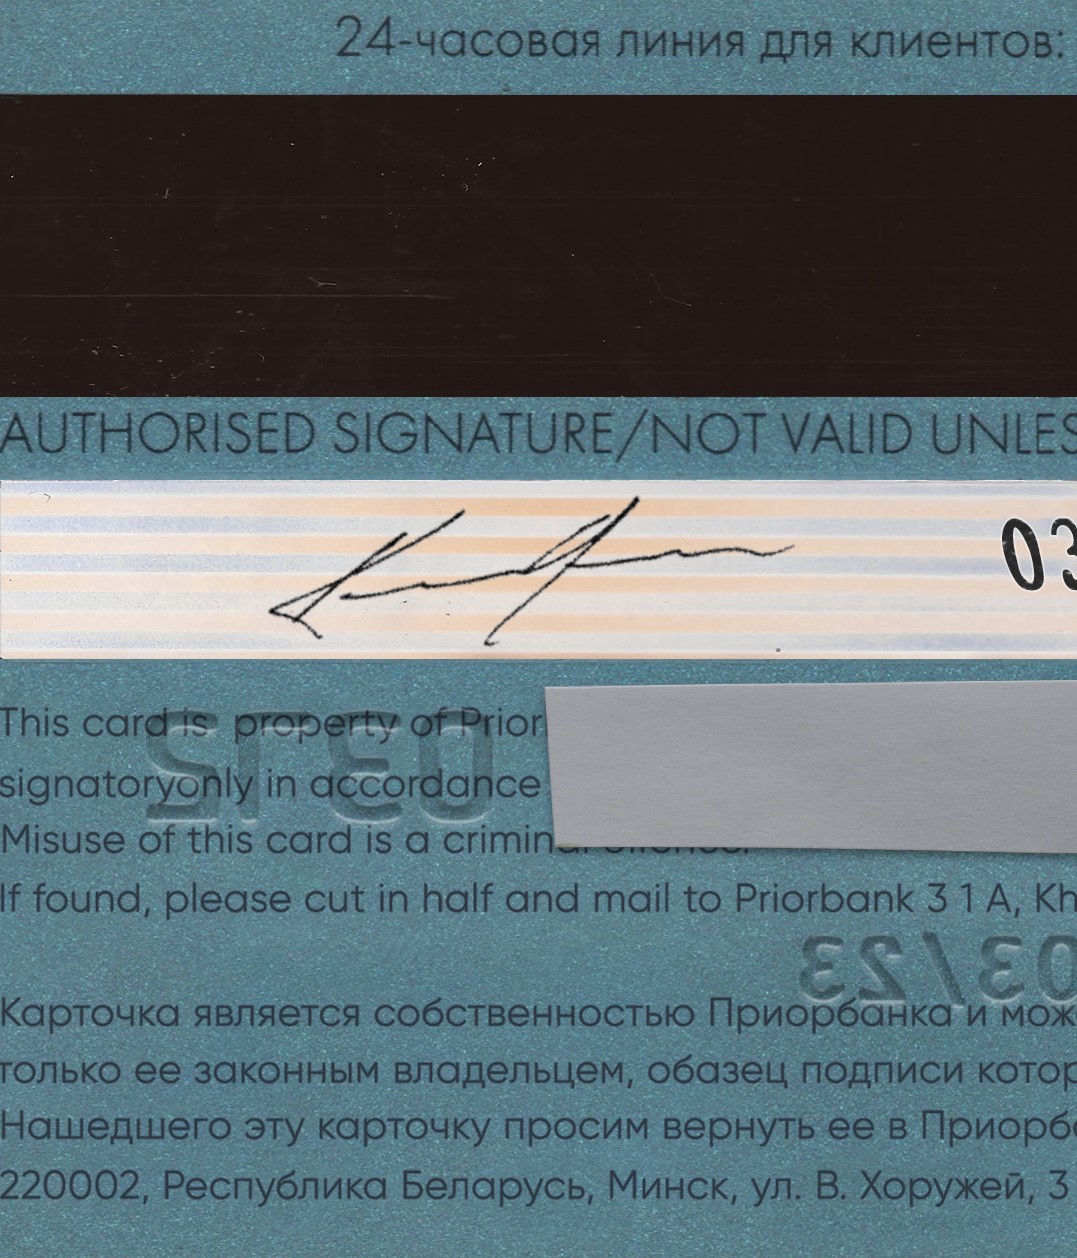 24-часовая линия для клиентов:
AUTHORISED SIGNATURE/NOT VALID UNLES
03
This card is property of Prior
signatoryonly in accordance
Misuse of this card is a crimin
If found, please cut in half and mail to Priorbank 3 1 A, Kh
Карточка является собственностью Приорбанка и мож
только ее законным владельцем, обазец подписи котор
Нашедшего эту карточку просим вернуть ее в Приорб
220002, Республика Беларусь, Минск, ул. В. Хоружей, 3